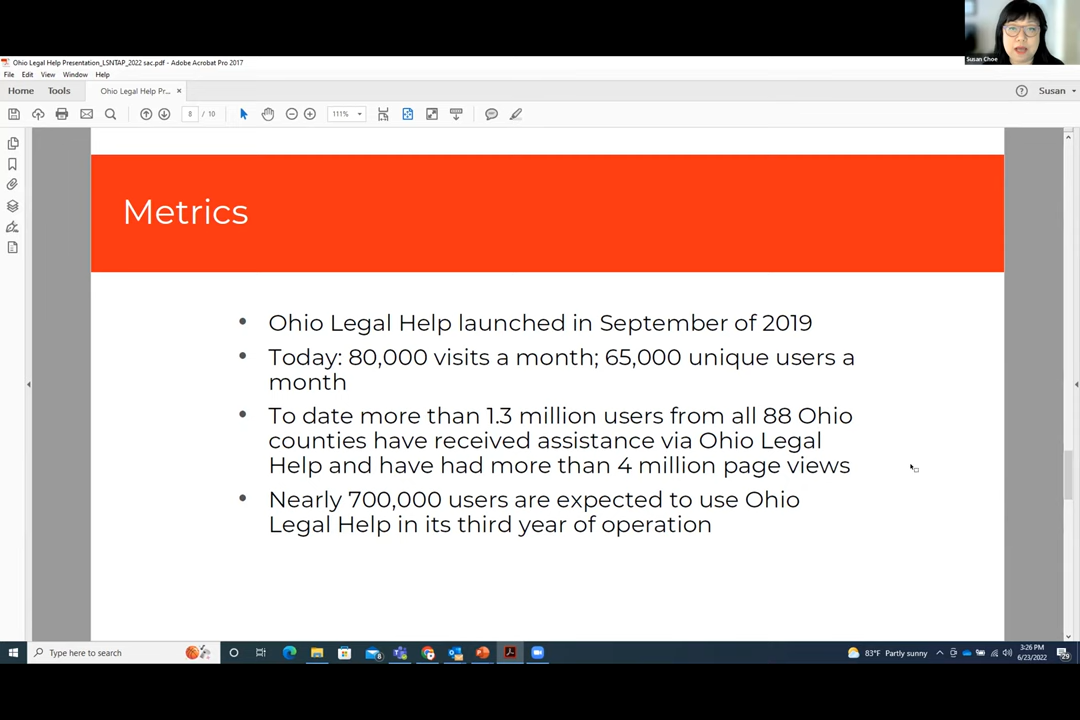 Susan Choe
Ohio Legal Help Presentation_LSNTAP_2022 sac.pdf - Adobe Acrobat Pro 2017
File Edit View Window Help
Home Tools Ohio Legal Help Pr... × Susan
8 / 10 111%
Metrics
• Ohio Legal Help launched in September of 2019
• Today: 80,000 visits a month; 65,000 unique users a
month
• To date more than 1.3 million users from all 88 Ohio
counties have received assistance via Ohio Legal
Help and have had more than 4 million page views
• Nearly 700,000 users are expected to use Ohio
Legal Help in its third year of operation
Type here to search 83°F Partly sunny 3:26 PM
6/23/2022